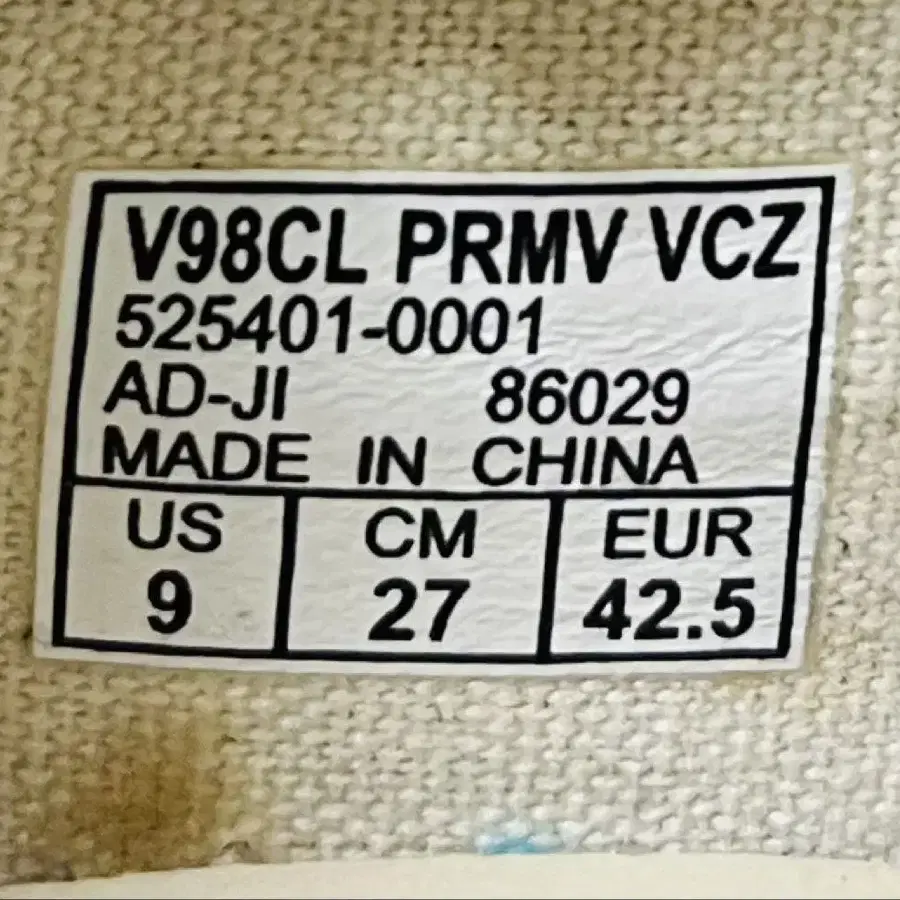 V98CL PRMV VCZ
525401-0001
AD-JI 86029
MADE IN CHINA
US CM EUR
9 27 42.5